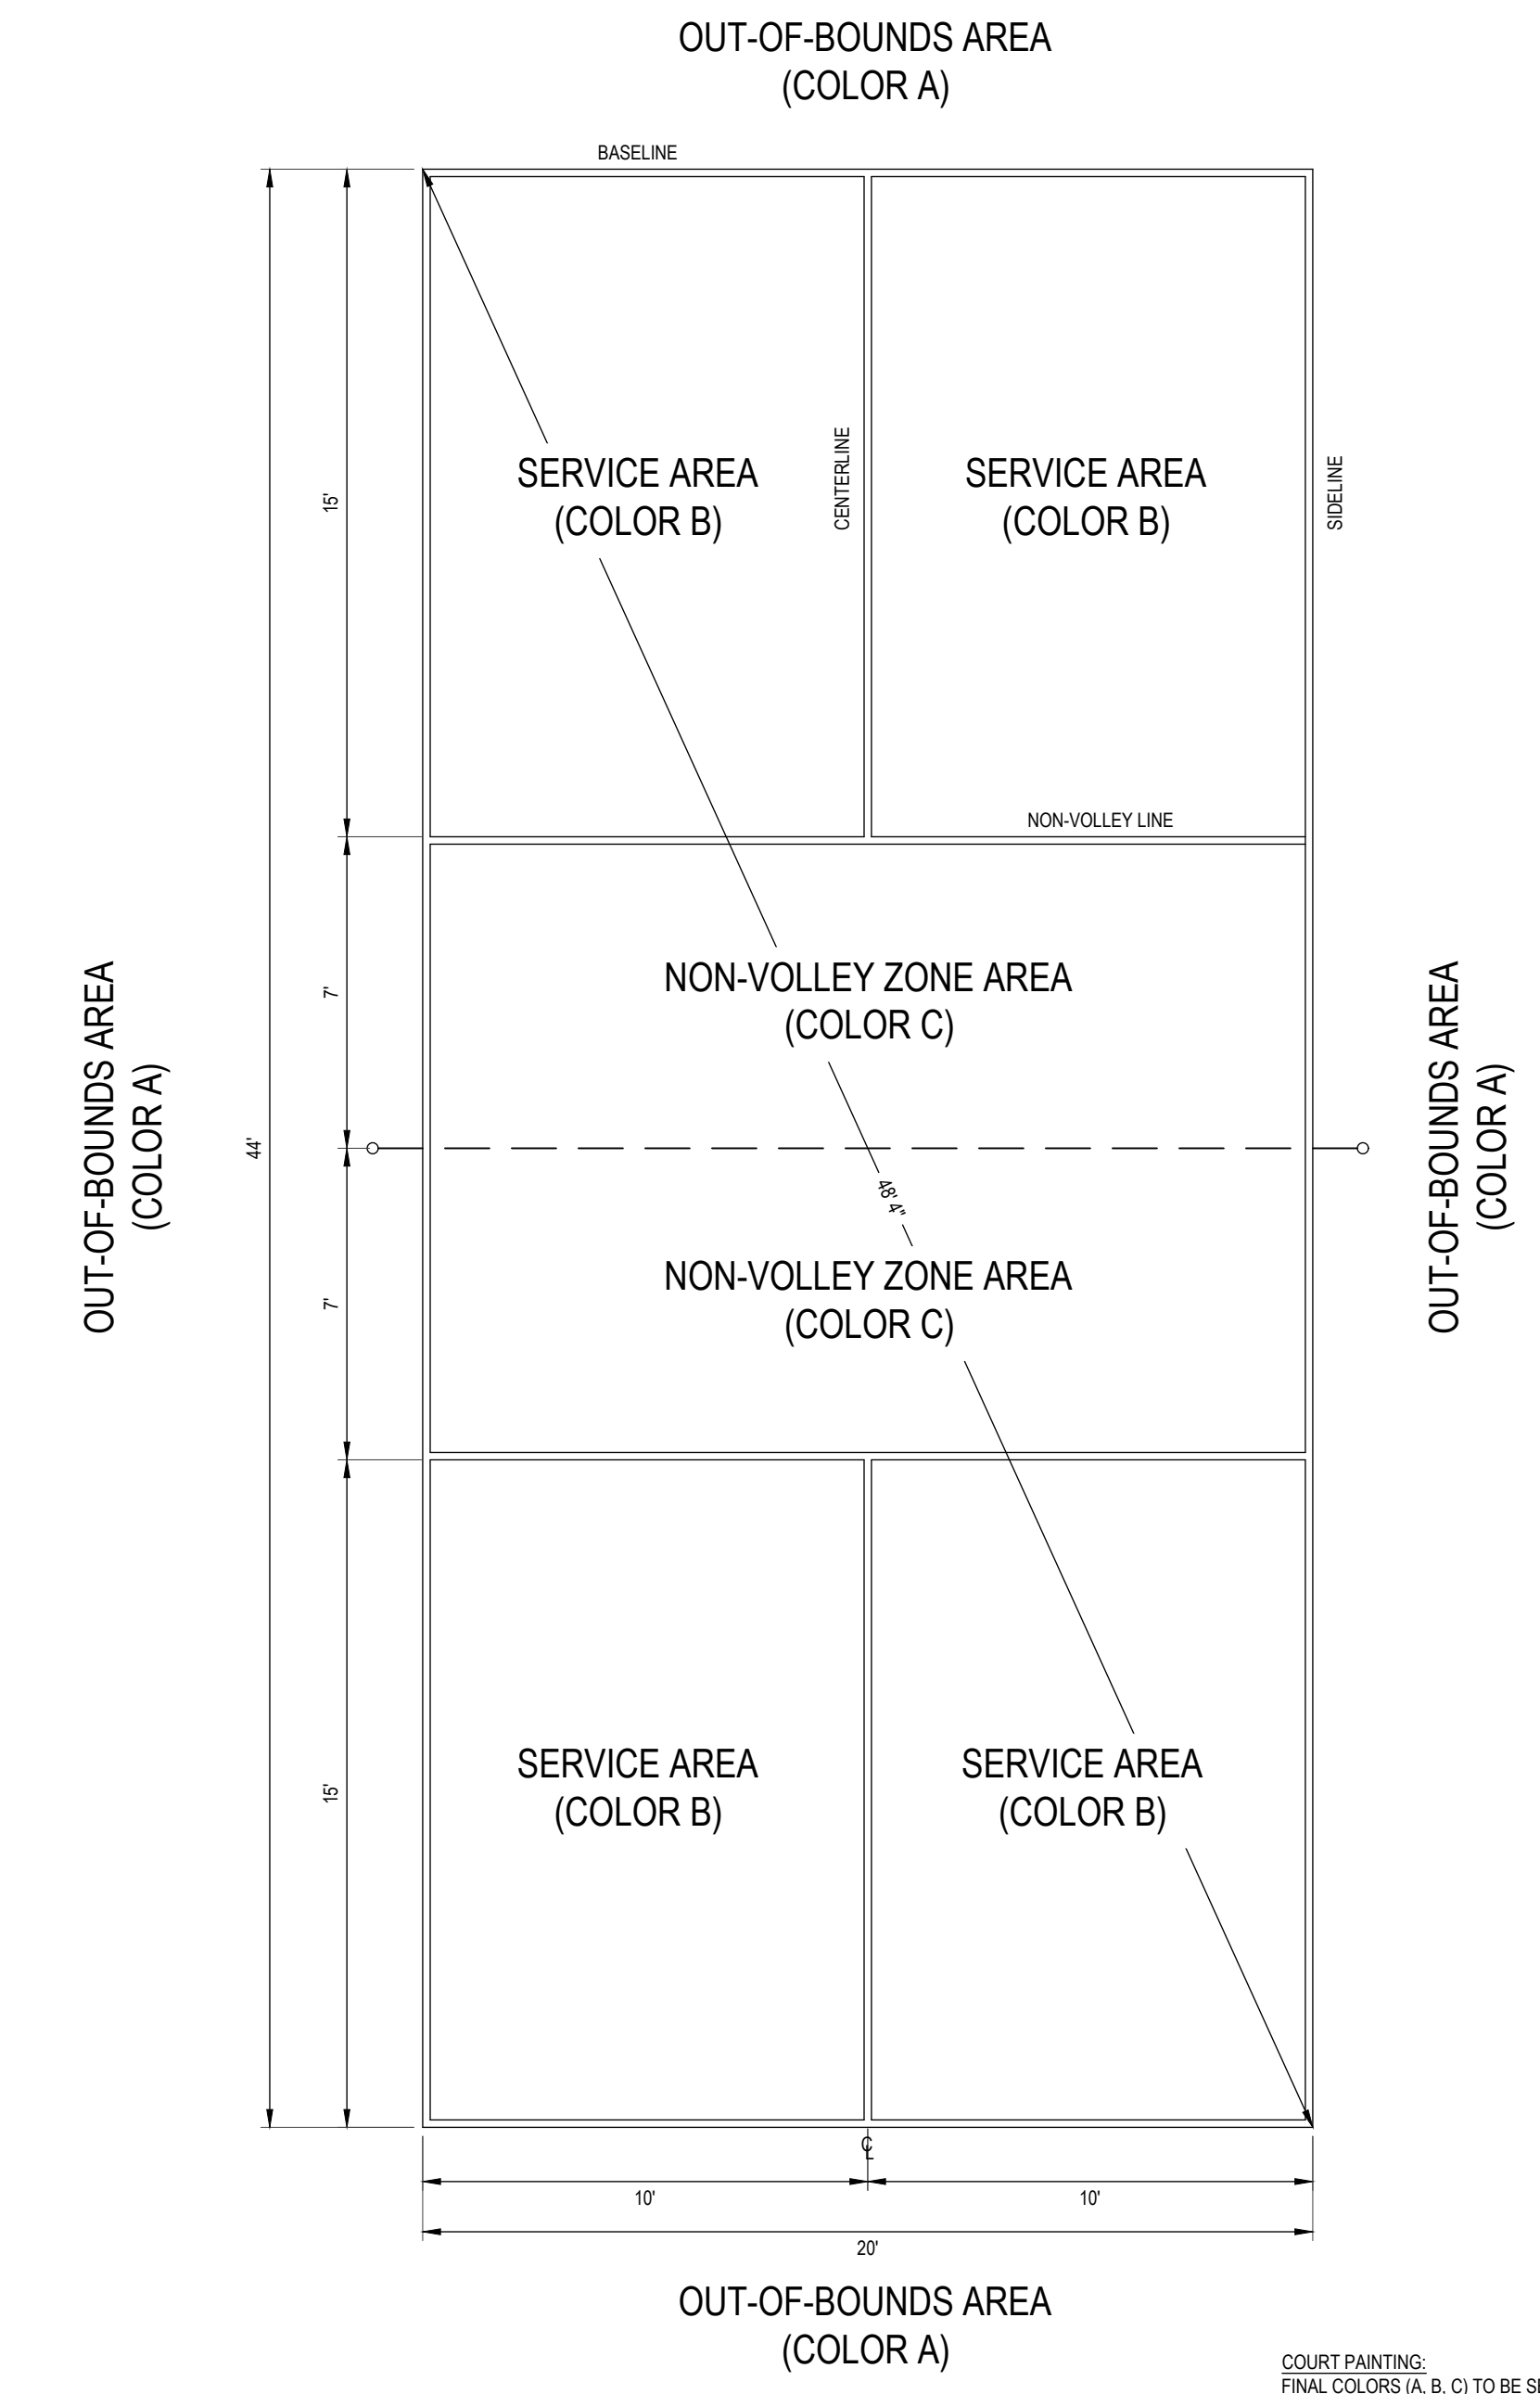 OUT-OF-BOUNDS AREA
(COLOR A)
BASELINE
15'
SERVICE AREA
(COLOR B)
CENTERLINE
SERVICE AREA
(COLOR B)
SIDELINE
NON-VOLLEY LINE
OUT-OF-BOUNDS AREA
(COLOR A)
44'
7'
NON-VOLLEY ZONE AREA
(COLOR C)
OUT-OF-BOUNDS AREA
(COLOR A)
48' 4"
7'
NON-VOLLEY ZONE AREA
(COLOR C)
15'
SERVICE AREA
(COLOR B)
SERVICE AREA
(COLOR B)
CL
10'
10'
20'
OUT-OF-BOUNDS AREA
(COLOR A)
COURT PAINTING:
FINAL COLORS (A, B, C) TO BE